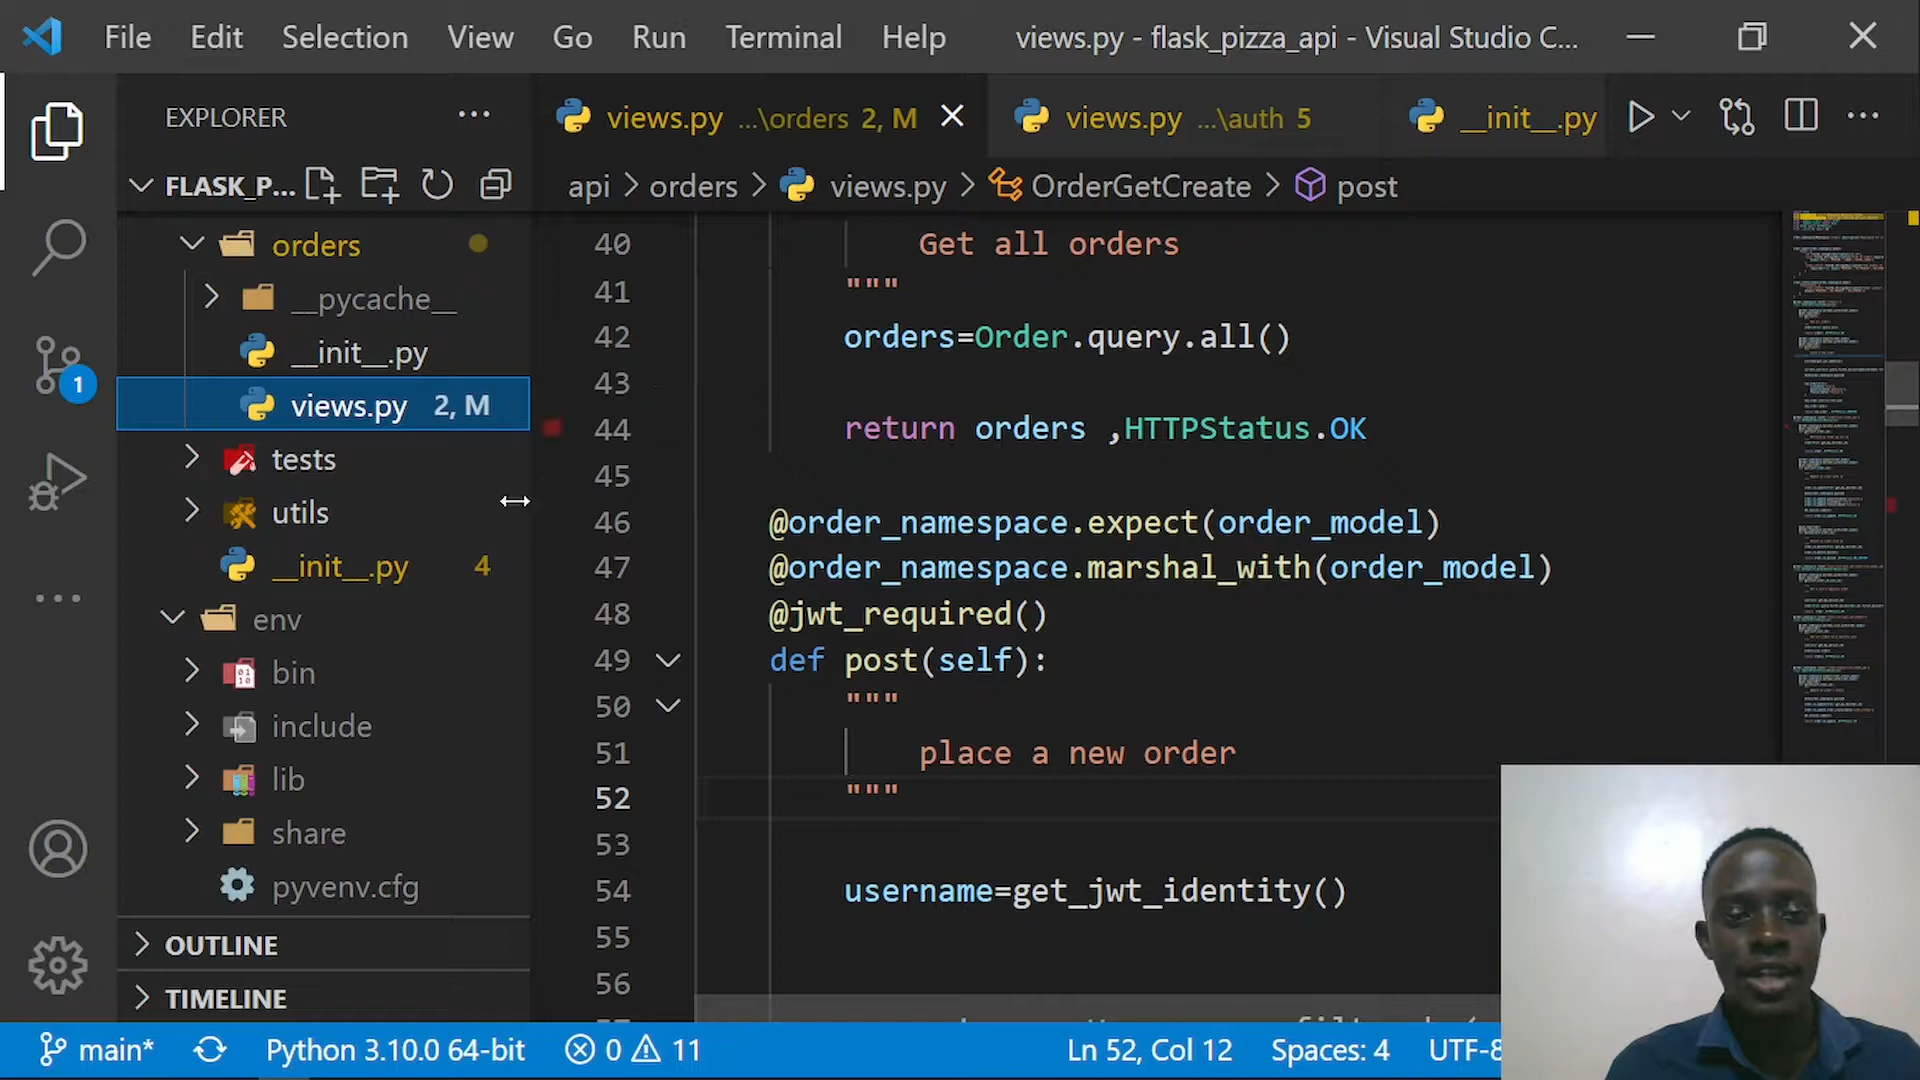 File Edit Selection View Go Run Terminal Help views.py - flask_pizza_api - Visual Studio C...
EXPLORER
views.py ...\orders 2, M
views.py ...\auth 5
__init__.py
FLASK_P...
api > orders > views.py > OrderGetCreate > post
orders
__pycache__
__init__.py
views.py 2, M
tests
utils
__init__.py 4
env
bin
include
lib
share
pyvenv.cfg
OUTLINE
TIMELINE
1
40 Get all orders
41 """
42 orders=Order.query.all()
43
44 return orders ,HTTPStatus.OK
45
46 @order_namespace.expect(order_model)
47 @order_namespace.marshal_with(order_model)
48 @jwt_required()
49 def post(self):
50 """
51 place a new order
52 """
53
54 username=get_jwt_identity()
55
56
main* Python 3.10.0 64-bit 0 11 Ln 52, Col 12 Spaces: 4 UTF-8